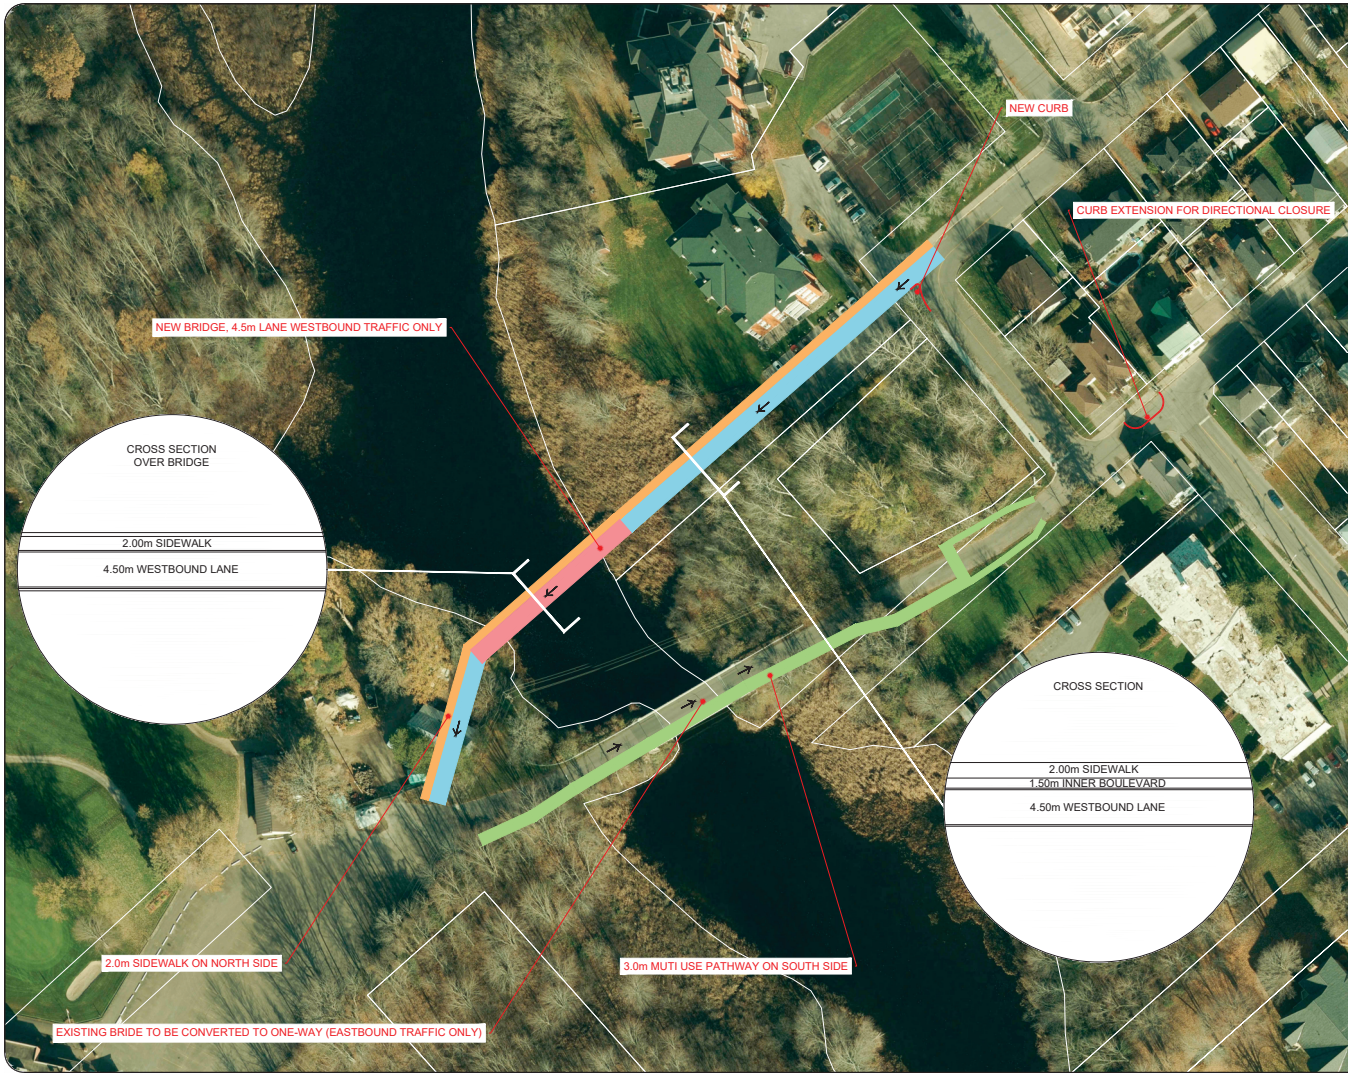 NEW CURB
CURB EXTENSION FOR DIRECTIONAL CLOSURE
NEW BRIDGE, 4.5m LANE WESTBOUND TRAFFIC ONLY
CROSS SECTION
OVER BRIDGE
2.00m SIDEWALK
4.50m WESTBOUND LANE
CROSS SECTION
2.00m SIDEWALK
1.50m INNER BOULEVARD
4.50m WESTBOUND LANE
2.0m SIDEWALK ON NORTH SIDE
3.0m MUTI USE PATHWAY ON SOUTH SIDE
EXISTING BRIDE TO BE CONVERTED TO ONE-WAY (EASTBOUND TRAFFIC ONLY)